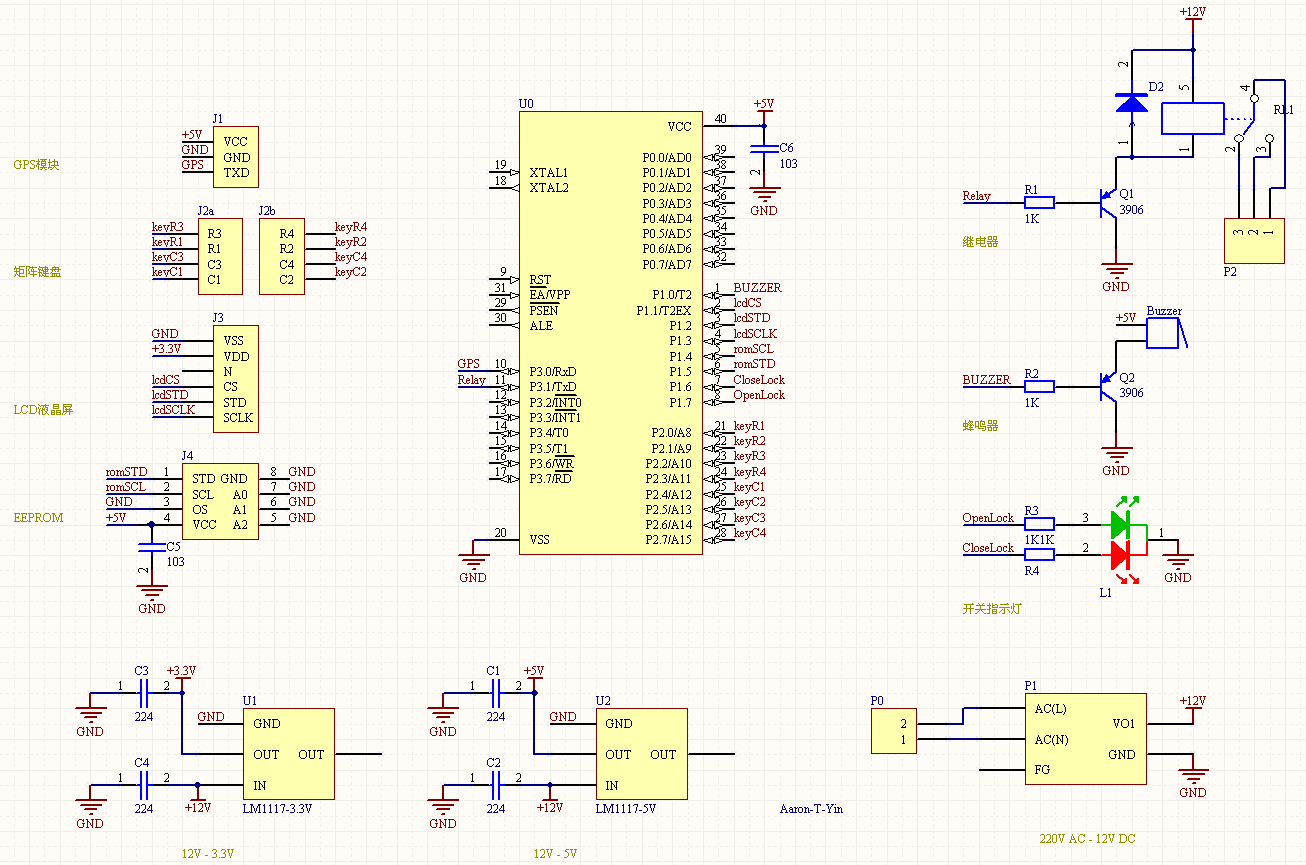 +12V
2
D2
5
4
RL1
1
1
2
3
Relay
R1
1K
Q1
3906
3
2
1
P2
继电器
GND
J1
+5V
VCC
GND
GND
GPS
TXD
GPS模块
J2a
J2b
keyR3
R3
R4
keyR4
keyR1
R1
R2
keyR2
keyC3
C3
C4
keyC4
keyC1
C1
C2
keyC2
矩阵键盘
J3
GND
VSS
+3.3V
VDD
N
lcdCS
CS
lcdSTD
STD
lcdSCLK
SCLK
LCD液晶屏
J4
romSTD
1
STD
GND
8
GND
romSCL
2
SCL
A0
7
GND
GND
3
OS
A1
6
GND
+5V
4
VCC
A2
5
GND
EEPROM
C5
103
2
GND
U0
+5V
VCC
40
C6
103
2
GND
19
XTAL1
18
XTAL2
9
RST
31
EA/VPP
29
PSEN
30
ALE
GPS
10
P3.0/RxD
Relay
11
P3.1/TxD
12
P3.2/INT0
13
P3.3/INT1
14
P3.4/T0
15
P3.5/T1
16
P3.6/WR
17
P3.7/RD
20
VSS
GND
P0.0/AD0
39
P0.1/AD1
38
P0.2/AD2
37
P0.3/AD3
36
P0.4/AD4
35
P0.5/AD5
34
P0.6/AD6
33
P0.7/AD7
32
P1.0/T2
1
BUZZER
P1.1/T2EX
2
lcdCS
P1.2
3
lcdSTD
P1.3
4
lcdSCLK
P1.4
5
romSCL
P1.5
6
romSTD
P1.6
7
CloseLock
P1.7
8
OpenLock
P2.0/A8
21
keyR1
P2.1/A9
22
keyR2
P2.2/A10
23
keyR3
P2.3/A11
24
keyR4
P2.4/A12
25
keyC1
P2.5/A13
26
keyC2
P2.6/A14
27
keyC3
P2.7/A15
28
keyC4
+5V
Buzzer
BUZZER
R2
1K
Q2
3906
蜂鸣器
GND
OpenLock
R3
3
1K1K
CloseLock
2
R4
1
GND
L1
开关指示灯
C3
+3.3V
1
2
224
GND
U1
GND
GND
OUT
OUT
C4
1
2
IN
224
+12V
LM1117-3.3V
GND
12V - 3.3V
C1
+5V
1
2
224
GND
U2
GND
GND
OUT
OUT
C2
1
2
IN
224
+12V
LM1117-5V
GND
12V - 5V
Aaron-T-Yin
P0
2
1
P1
AC(L)
AC(N)
FG
VO1
+12V
GND
GND
220V AC - 12V DC